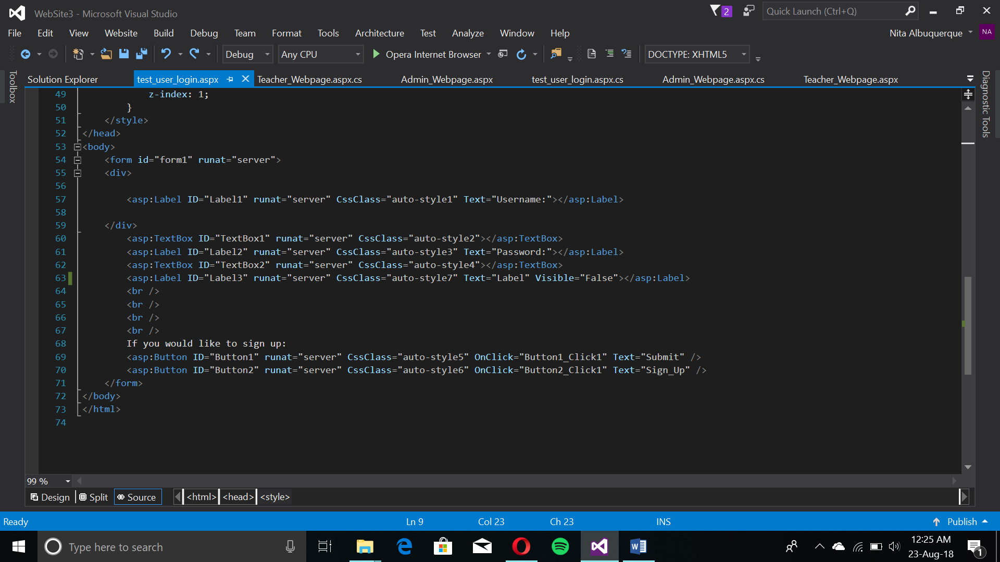 WebSite3 - Microsoft Visual Studio
2
Quick Launch (Ctrl+Q)
File Edit View Website Build Debug Team Format Tools Architecture Test Analyze Window Help
Nita Albuquerque NA
Debug Any CPU Opera Internet Browser DOCTYPE: XHTML5
Toolbox
Solution Explorer test_user_login.aspx Teacher_Webpage.aspx.cs Admin_Webpage.aspx test_user_login.aspx.cs Admin_Webpage.aspx.cs Teacher_Webpage.aspx
Diagnostic Tools
49 z-index: 1;
50 }
51 </style>
52 </head>
53 <body>
54 <form id="form1" runat="server">
55 <div>
56
57 <asp:Label ID="Label1" runat="server" CssClass="auto-style1" Text="Username:"></asp:Label>
58
59 </div>
60 <asp:TextBox ID="TextBox1" runat="server" CssClass="auto-style2"></asp:TextBox>
61 <asp:Label ID="Label2" runat="server" CssClass="auto-style3" Text="Password:"></asp:Label>
62 <asp:TextBox ID="TextBox2" runat="server" CssClass="auto-style4"></asp:TextBox>
63 <asp:Label ID="Label3" runat="server" CssClass="auto-style7" Text="Label" Visible="False"></asp:Label>
64 <br />
65 <br />
66 <br />
67 <br />
68 If you would like to sign up:
69 <asp:Button ID="Button1" runat="server" CssClass="auto-style5" OnClick="Button1_Click1" Text="Submit" />
70 <asp:Button ID="Button2" runat="server" CssClass="auto-style6" OnClick="Button2_Click1" Text="Sign_Up" />
71 </form>
72 </body>
73 </html>
74
99 %
Design Split Source <html> <head> <style>
Ready Ln 9 Col 23 Ch 23 INS Publish
Type here to search
12:25 AM
23-Aug-18
1